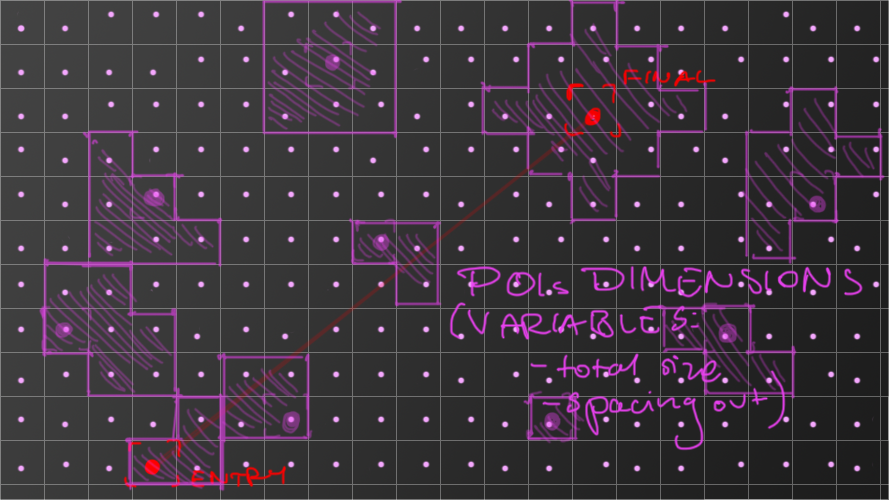 FINAL
POIs DIMENSIONS
(VARIABLES:
- total size
- spacing out)
ENTRY